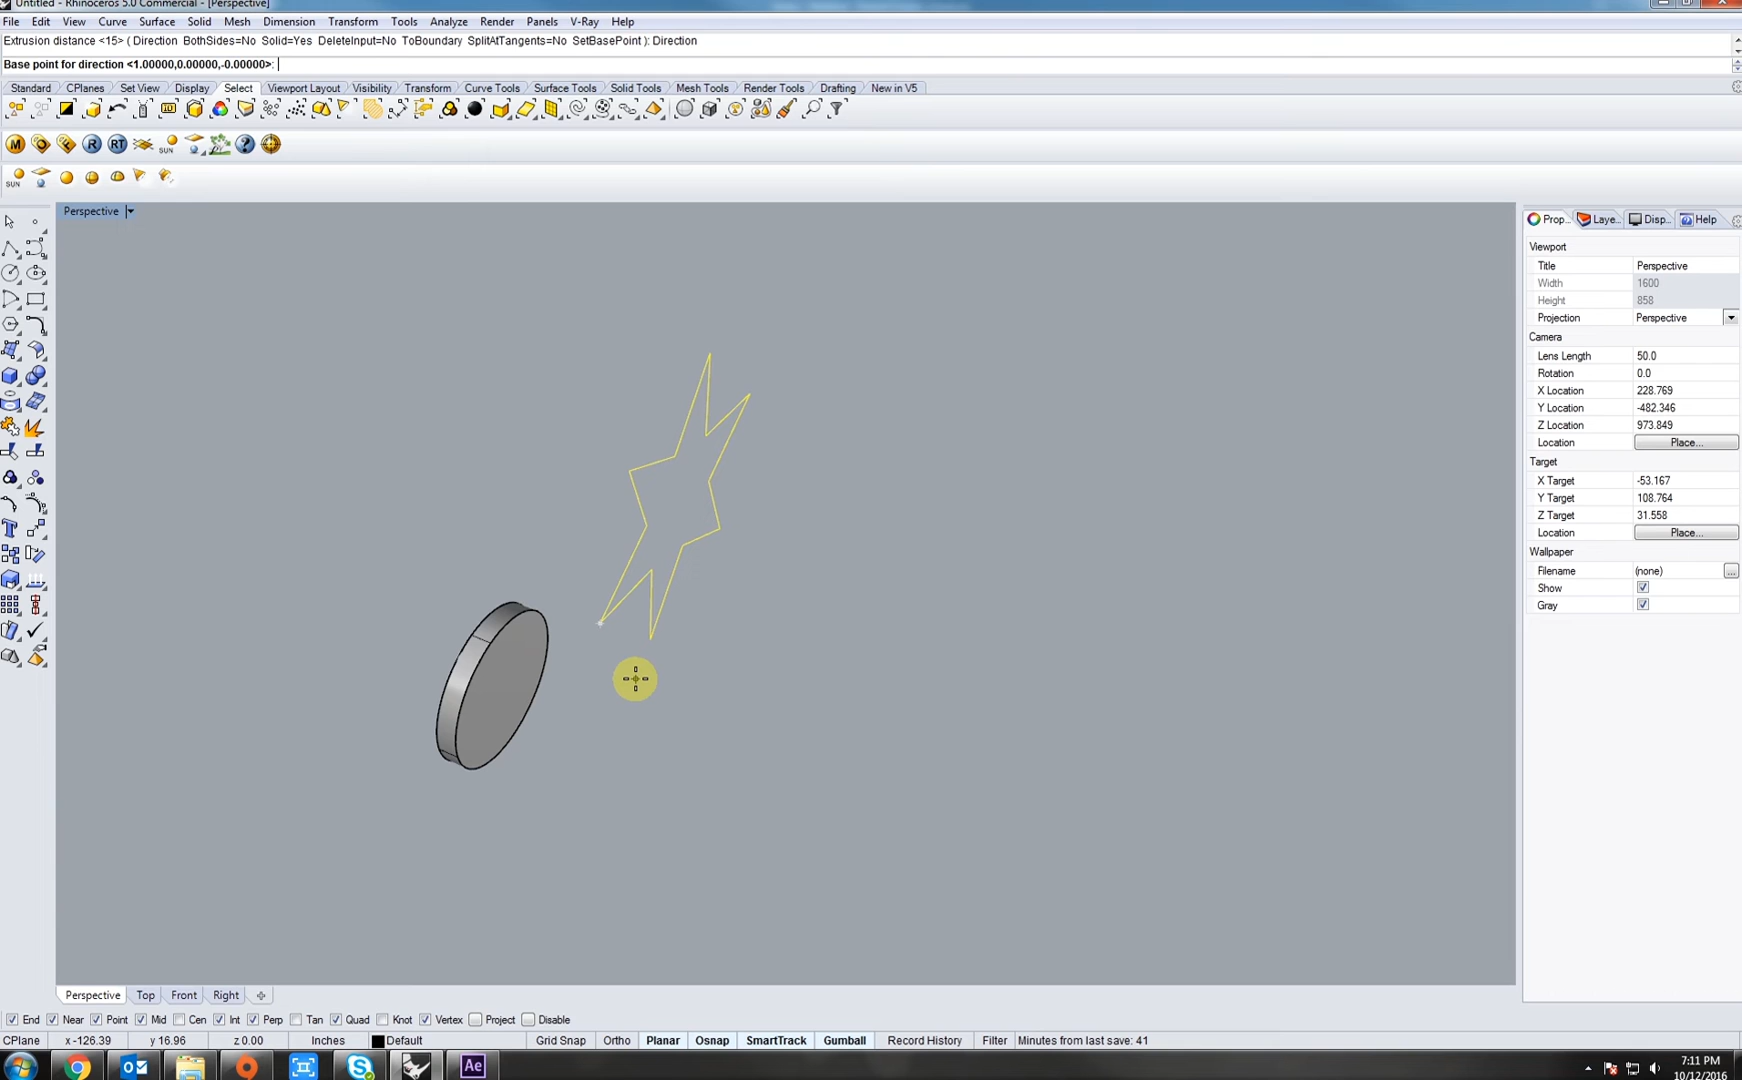 Untitled - Rhinoceros 5.0 Commercial - [Perspective]
File Edit View Curve Surface Solid Mesh Dimension Transform Tools Analyze Render Panels V-Ray Help
Extrusion distance <15> ( Direction BothSides=No Solid=Yes DeleteInput=No ToBoundary SplitAtTangents=No SetBasePoint ): Direction
Base point for direction <1.00000,0.00000,-0.00000>:
Standard CPlanes Set View Display Select Viewport Layout Visibility Transform Curve Tools Surface Tools Solid Tools Mesh Tools Render Tools Drafting New in V5
M R RT SUN ?
SUN
Perspective
Prop... Laye... Disp... Help
Viewport
Title Perspective
Width 1600
Height 858
Projection Perspective
Camera
Lens Length 50.0
Rotation 0.0
X Location 228.769
Y Location -482.346
Z Location 973.849
Location Place...
Target
X Target -53.167
Y Target 108.764
Z Target 31.558
Location Place...
Wallpaper
Filename (none) ...
Show
Gray
Perspective Top Front Right
End Near Point Mid Cen Int Perp Tan Quad Knot Vertex Project Disable
CPlane x -126.39 y 16.96 z 0.00 Inches Default Grid Snap Ortho Planar Osnap SmartTrack Gumball Record History Filter Minutes from last save: 41
Ae
7:11 PM
10/12/2016